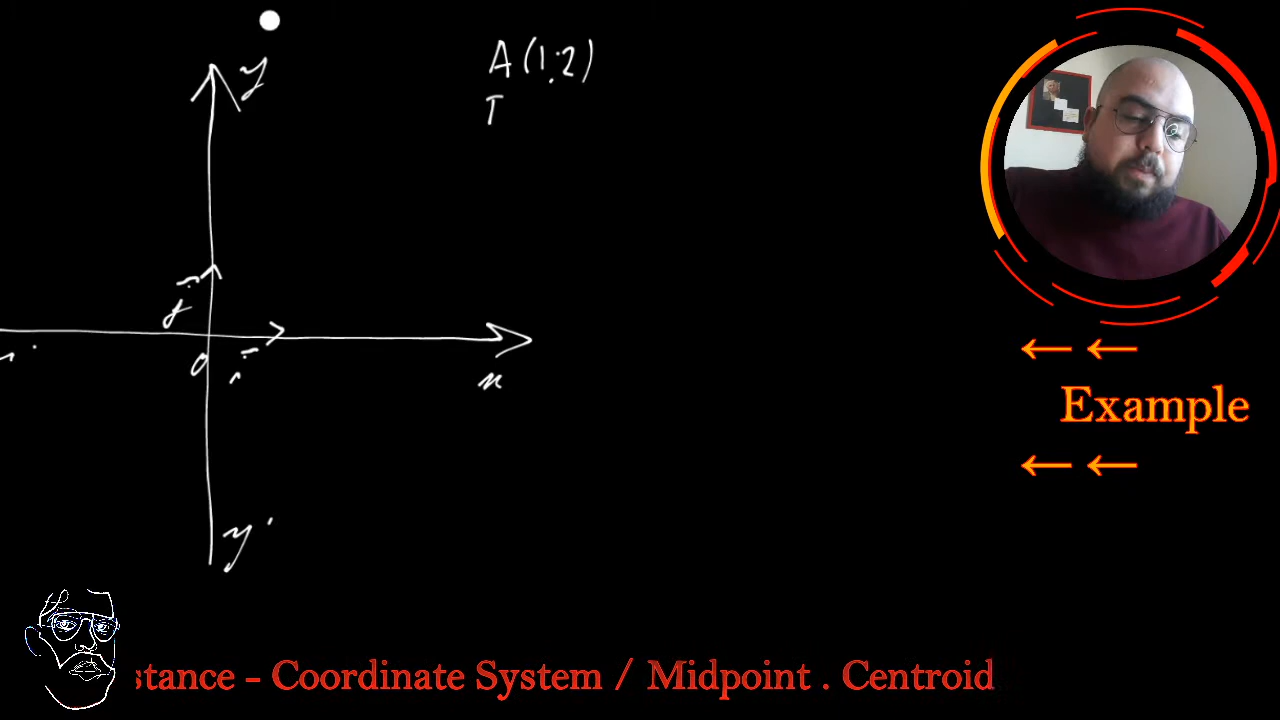 y
A (1;2)
j
O
i
x
y'
← ←
Example
← ←
stance - Coordinate System / Midpoint . Centroid